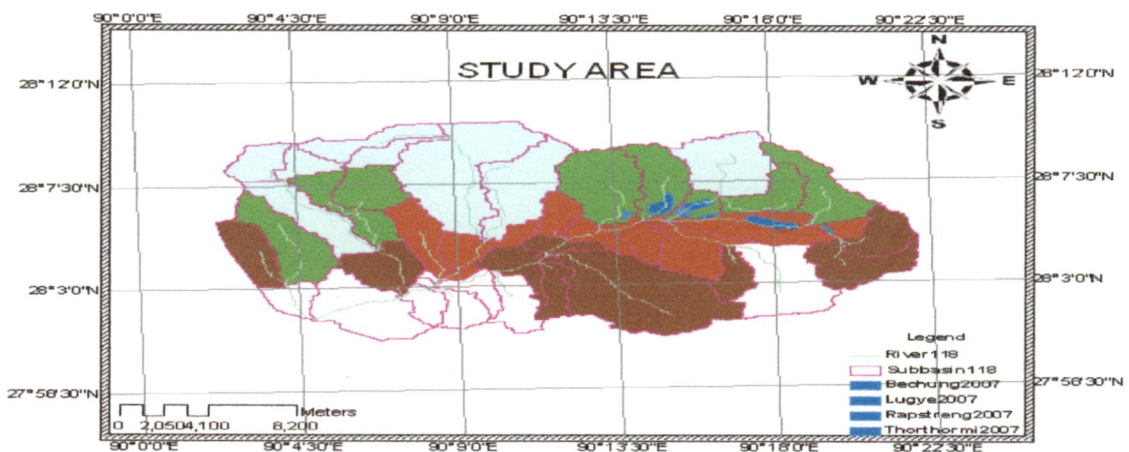 90°0'0"E 90°4'30"E 90°9'0"E 90°13'30"E 90°18'0"E 90°22'30"E
STUDY AREA
N
W E
S
28°12'0"N 28°12'0"N
28°7'30"N 28°7'30"N
28°3'0"N 28°3'0"N
27°58'30"N 27°58'30"N
Legend
River118
Subbasin118
Bechung2007
Lugye2007
Rapstreng2007
Thorthormi2007
Meters
0 2,050 4,100 8,200
90°0'0"E 90°4'30"E 90°9'0"E 90°13'30"E 90°18'0"E 90°22'30"E